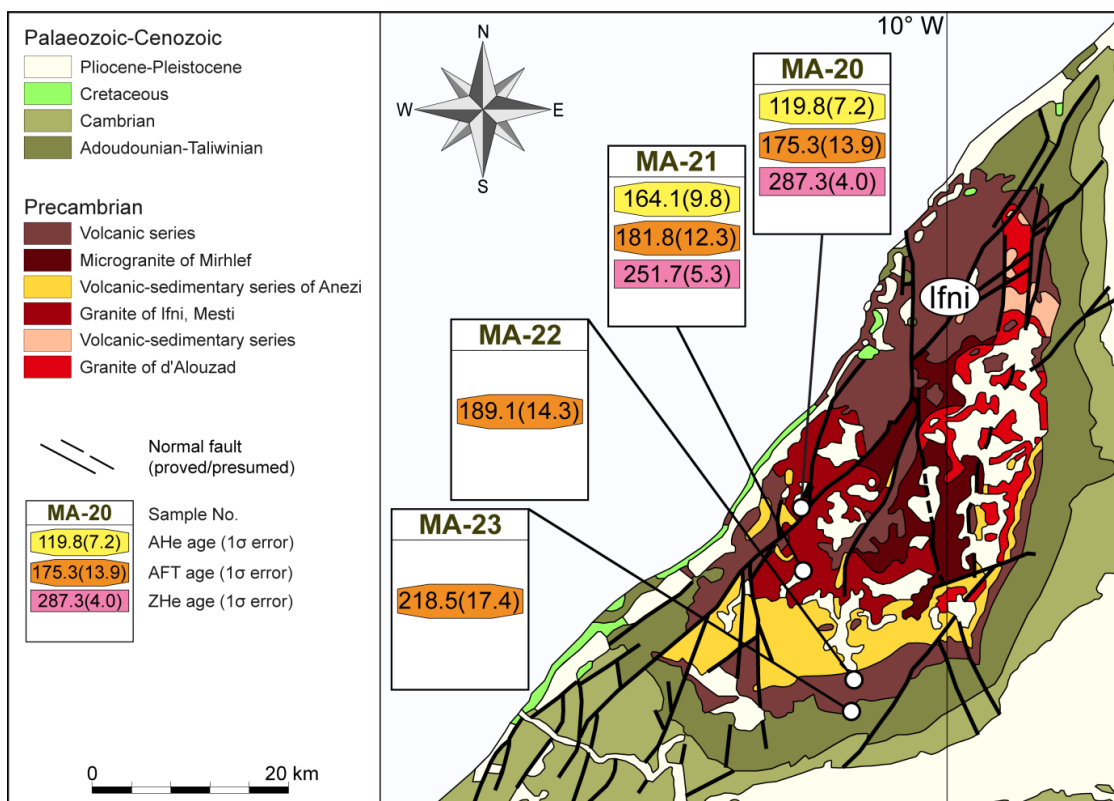 Palaeozoic-Cenozoic
Pliocene-Pleistocene
Cretaceous
Cambrian
Adoudounian-Taliwinian
Precambrian
Volcanic series
Microgranite of Mirhlef
Volcanic-sedimentary series of Anezi
Granite of Ifni, Mesti
Volcanic-sedimentary series
Granite of d'Alouzad
Normal fault
(proved/presumed)
MA-20
Sample No.
119.8(7.2)
AHe age (1σ error)
175.3(13.9)
AFT age (1σ error)
287.3(4.0)
ZHe age (1σ error)
0
20 km
N
W
E
S
10° W
MA-20
119.8(7.2)
175.3(13.9)
287.3(4.0)
MA-21
164.1(9.8)
181.8(12.3)
251.7(5.3)
Ifni
MA-22
189.1(14.3)
MA-23
218.5(17.4)